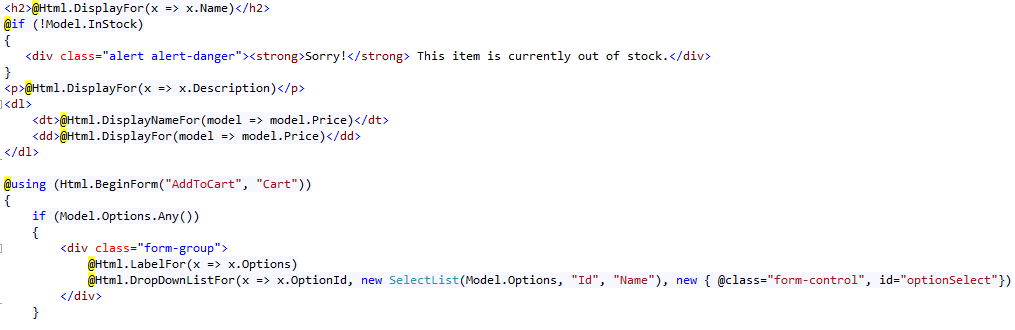 <h2>@Html.DisplayFor(x => x.Name)</h2>
@if (!Model.InStock)
{
   <div class="alert alert-danger"><strong>Sorry!</strong> This item is currently out of stock.</div>
}
<p>@Html.DisplayFor(x => x.Description)</p>
<dl>
    <dt>@Html.DisplayNameFor(model => model.Price)</dt>
    <dd>@Html.DisplayFor(model => model.Price)</dd>
</dl>

@using (Html.BeginForm("AddToCart", "Cart"))
{
    if (Model.Options.Any())
    {
        <div class="form-group">
            @Html.LabelFor(x => x.Options)
            @Html.DropDownListFor(x => x.OptionId, new SelectList(Model.Options, "Id", "Name"), new { @class="form-control", id="optionSelect"})
        </div>
    }